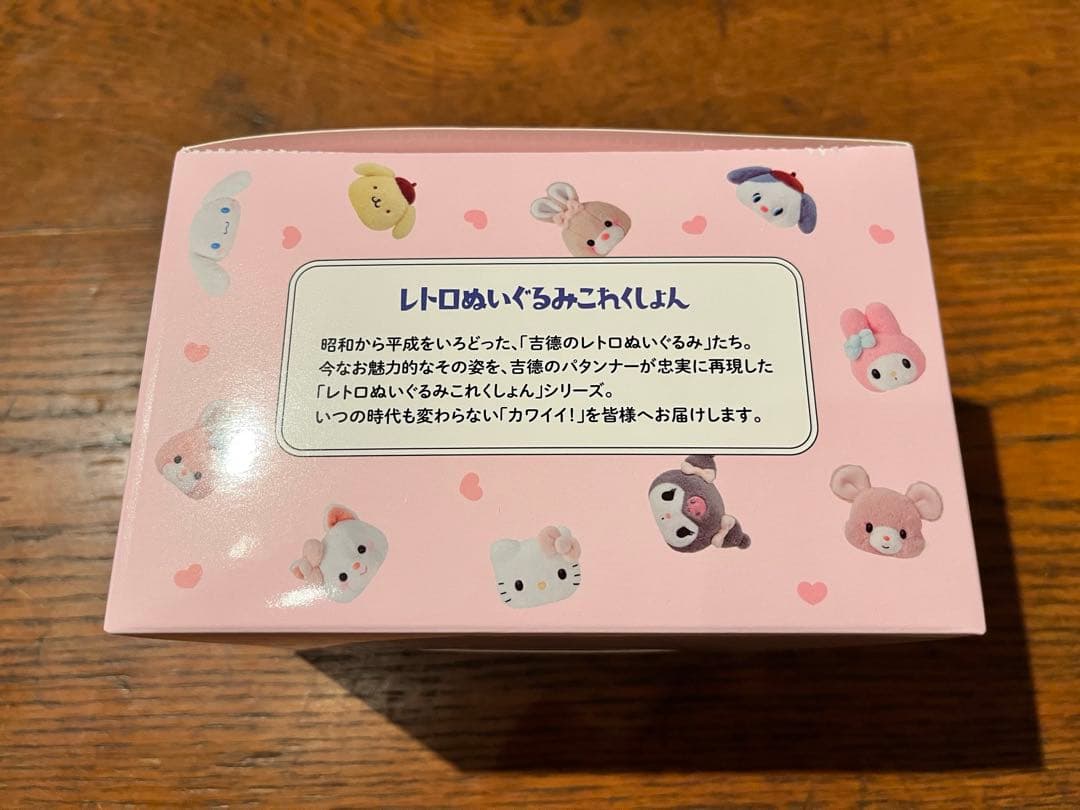 レトロぬいぐるみこれくしょん
昭和から平成をいろどった、「吉德のレトロぬいぐるみ」たち。
今なお魅力的なその姿を、吉德のパタンナーが忠実に再現した
「レトロぬいぐるみこれくしょん」シリーズ。
いつの時代も変わらない「カワイイ!」を皆様へお届けします。